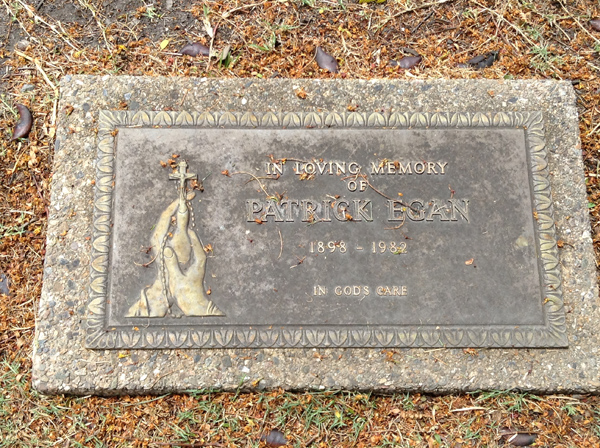 IN LOVING MEMORY
OF
PATRICK EGAN
1898 - 1982
IN GOD'S CARE